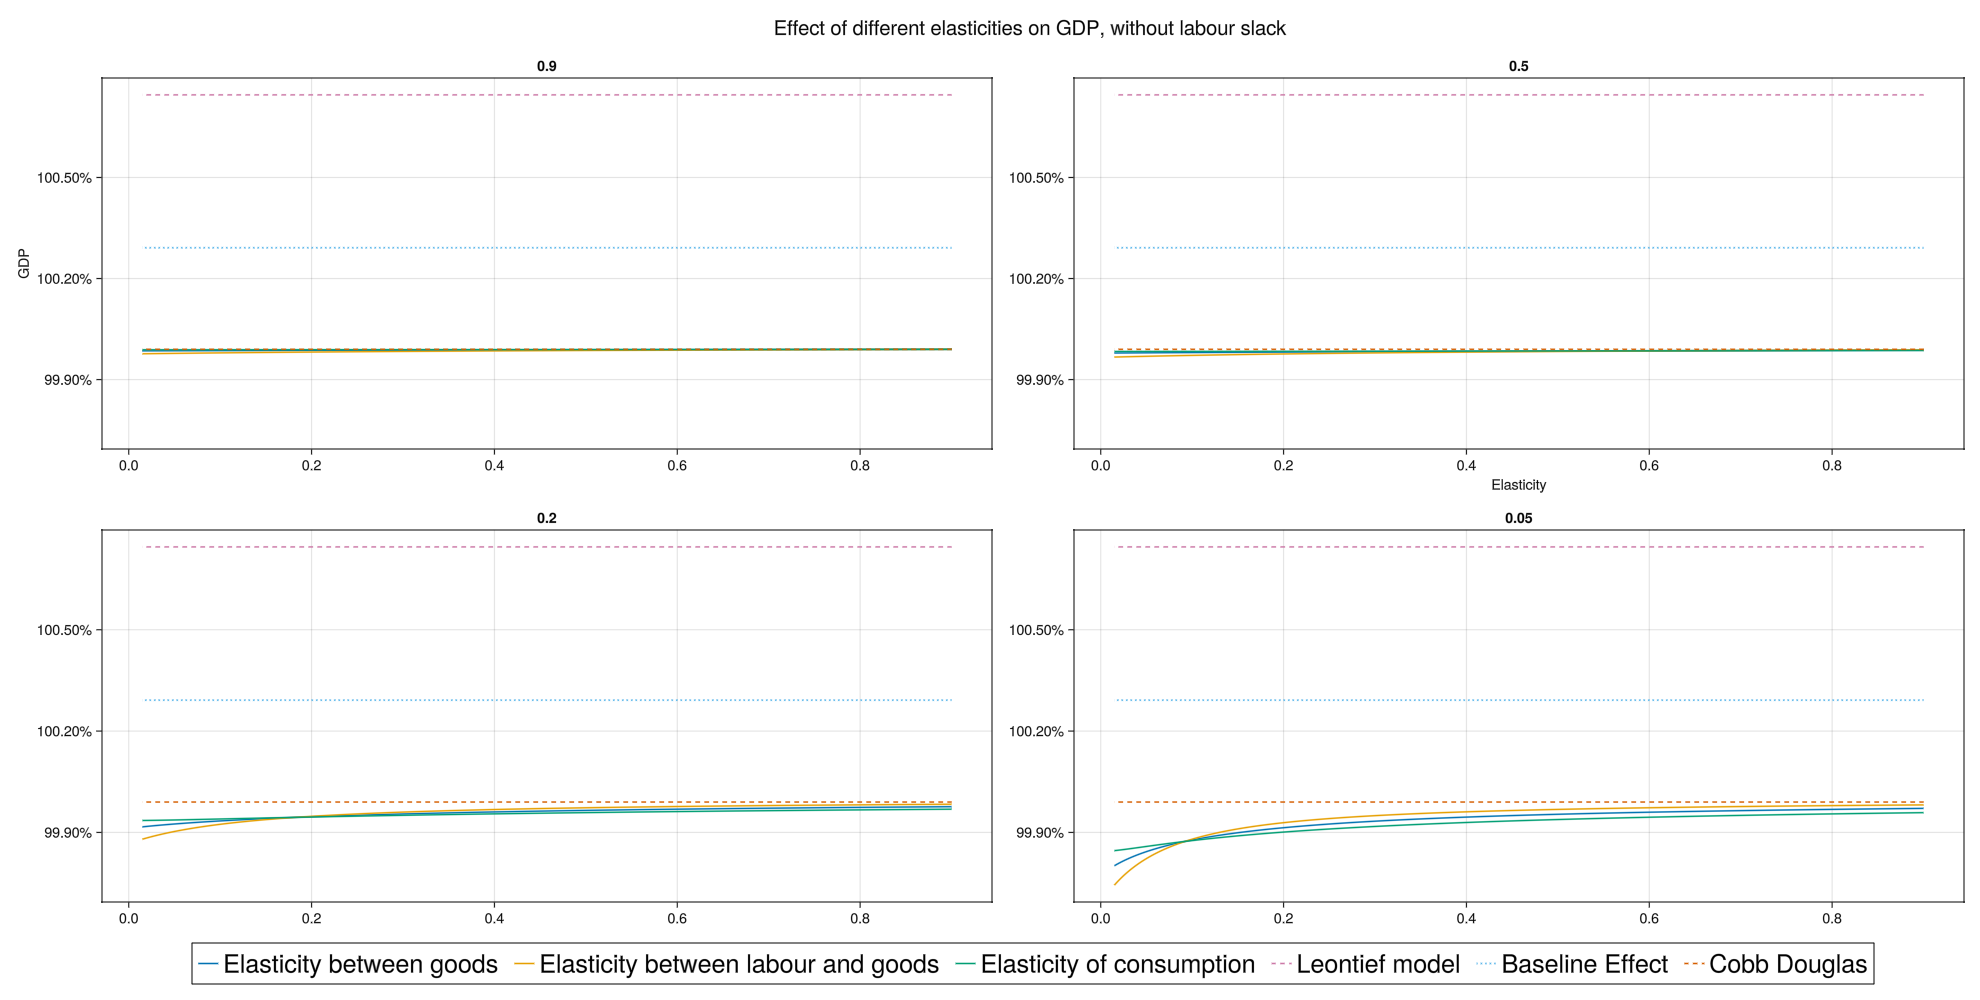 Effect of different elasticities on GDP, without labour slack
0.9
GDP
100.50%
100.20%
99.90%
0.0 0.2 0.4 0.6 0.8
0.5
100.50%
100.20%
99.90%
0.0 0.2 0.4 0.6 0.8
Elasticity
0.2
100.50%
100.20%
99.90%
0.0 0.2 0.4 0.6 0.8
0.05
100.50%
100.20%
99.90%
0.0 0.2 0.4 0.6 0.8
Elasticity between goods Elasticity between labour and goods Elasticity of consumption Leontief model Baseline Effect Cobb Douglas